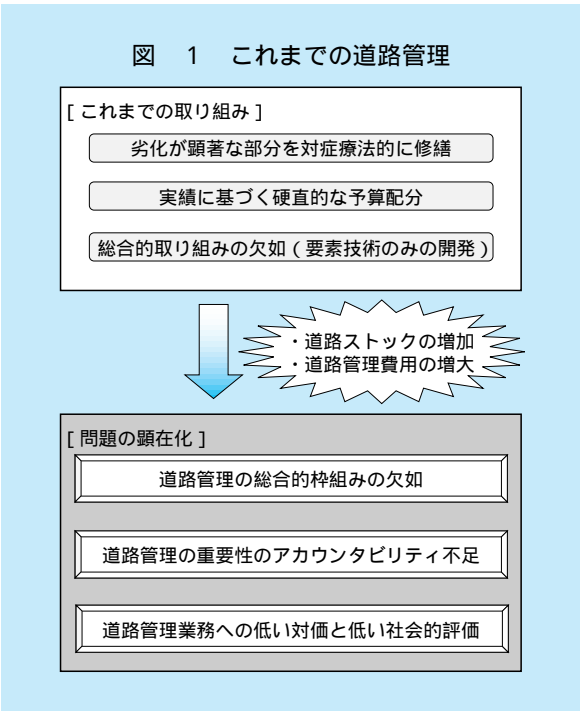 図 1 これまでの道路管理
[ これまでの取り組み ]
劣化が顕著な部分を対症療法的に修繕
実績に基づく硬直的な予算配分
総合的取り組みの欠如 ( 要素技術のみの開発 )
・道路ストックの増加
・道路管理費用の増大
[ 問題の顕在化 ]
道路管理の総合的枠組みの欠如
道路管理の重要性のアカウンタビリティ不足
道路管理業務への低い対価と低い社会的評価